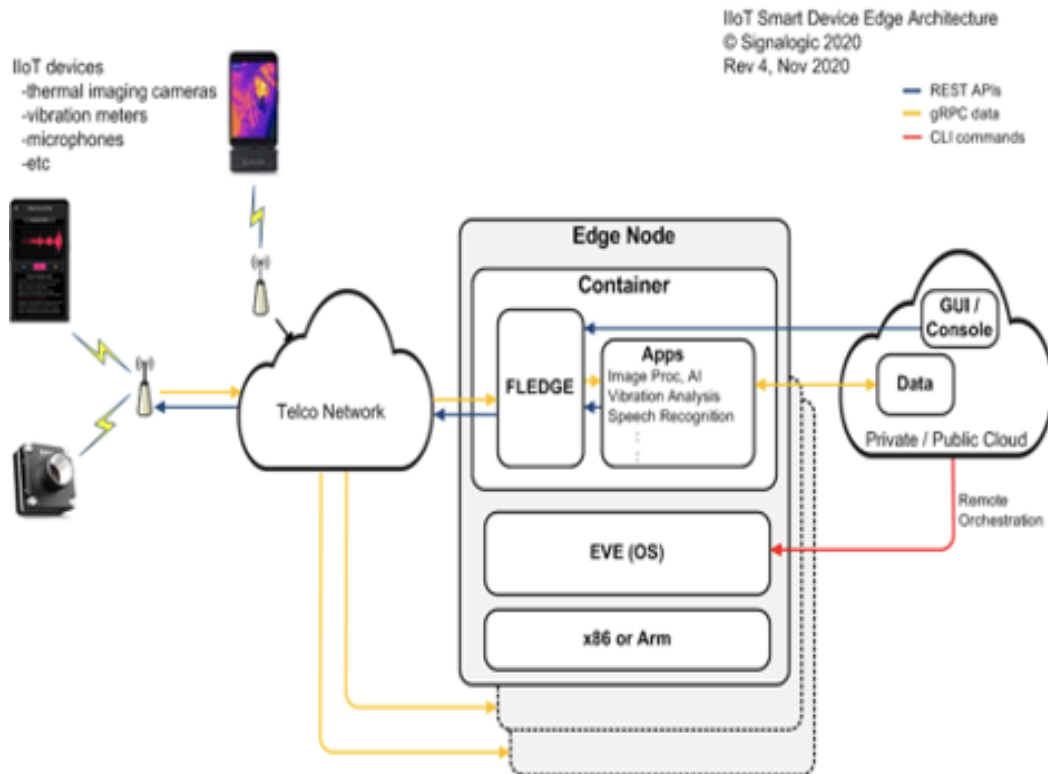 IIoT Smart Device Edge Architecture
© Signalogic 2020
Rev 4, Nov 2020
REST APIs
gRPC data
CLI commands
IIoT devices
-thermal imaging cameras
-vibration meters
-microphones
-etc
Edge Node
Container
FLEDGE
Apps
Image Proc, AI
Vibration Analysis
Speech Recognition
GUI /
Console
Data
Private / Public Cloud
Telco Network
Remote
Orchestration
EVE (OS)
x86 or Arm